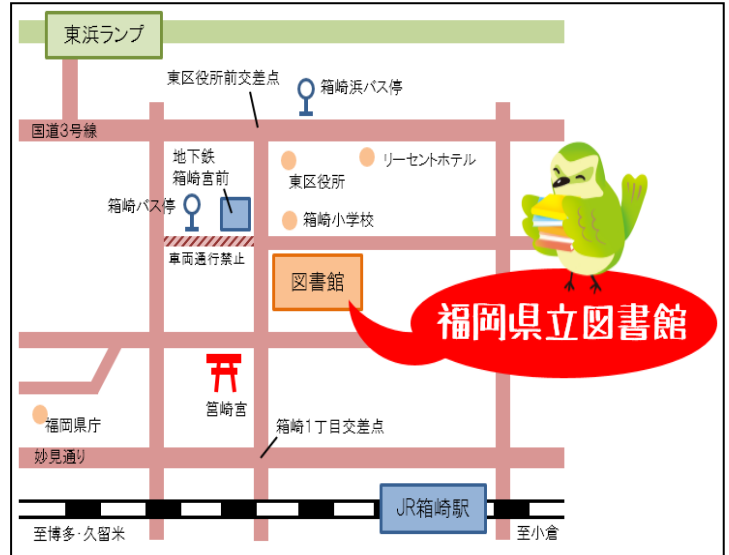 東浜ランプ
東区役所前交差点
箱崎浜バス停
国道3号線
地下鉄
箱崎宮前
リーセントホテル
東区役所
箱崎バス停
箱崎小学校
車両通行禁止
図書館
福岡県立図書館
筥崎宮
福岡県庁
箱崎1丁目交差点
妙見通り
JR箱崎駅
至博多・久留米
至小倉